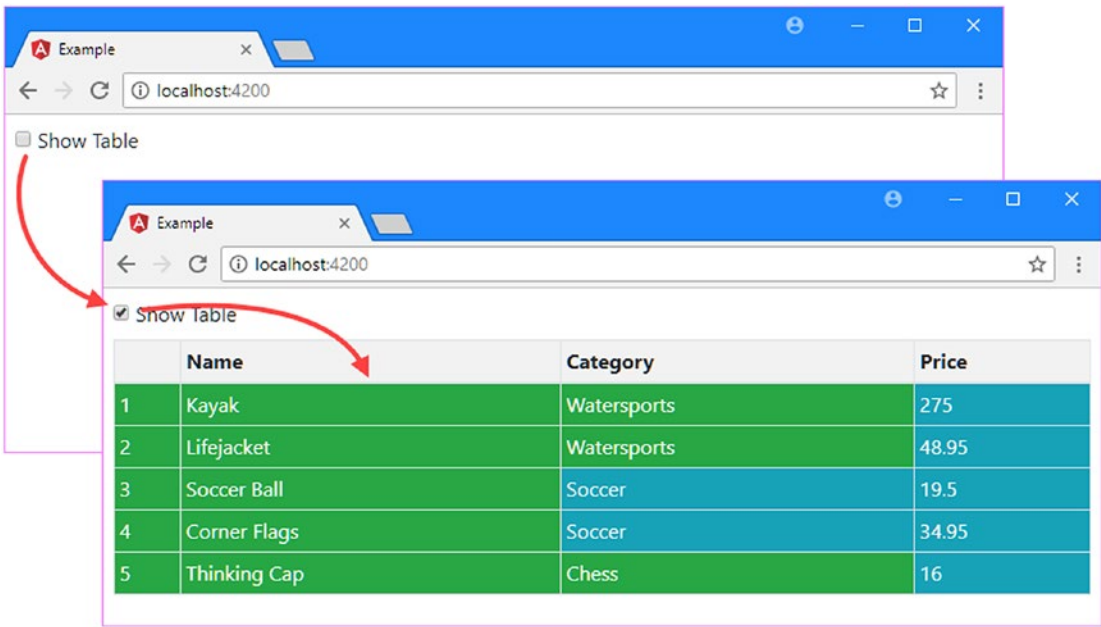 Example
localhost:4200
Show Table
Example
localhost:4200
Show Table
Name Category Price
1 Kayak Watersports 275
2 Lifejacket Watersports 48.95
3 Soccer Ball Soccer 19.5
4 Corner Flags Soccer 34.95
5 Thinking Cap Chess 16